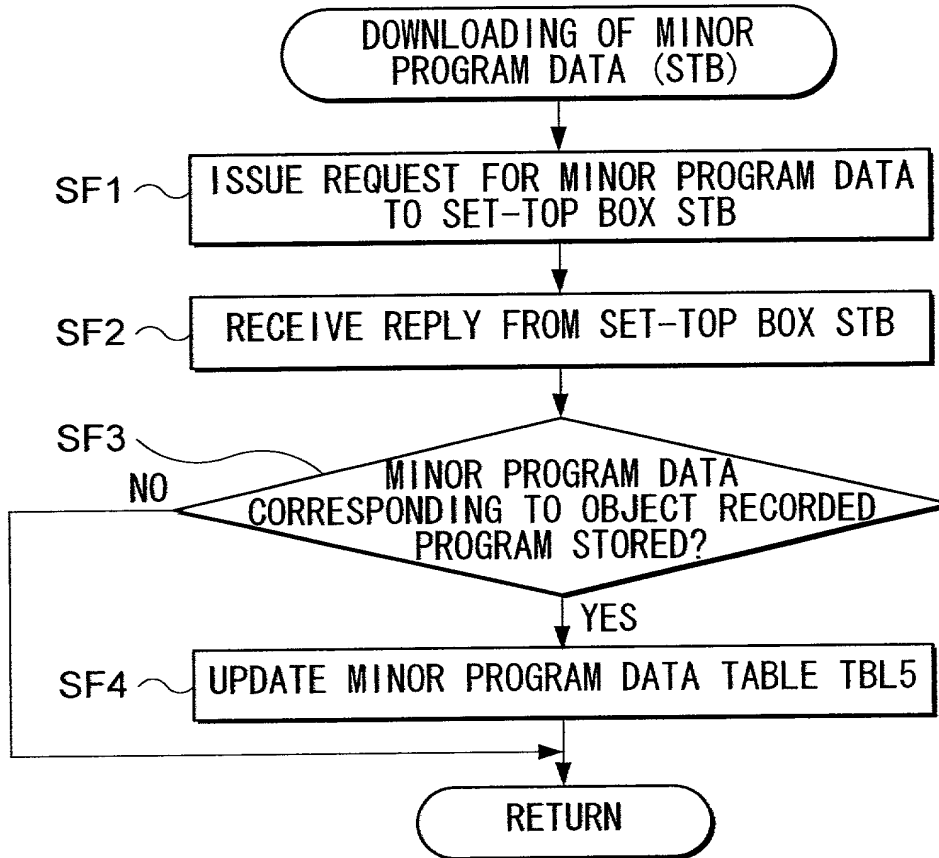 DOWNLOADING OF MINOR
PROGRAM DATA (STB)
SF1
ISSUE REQUEST FOR MINOR PROGRAM DATA
TO SET-TOP BOX STB
SF2
RECEIVE REPLY FROM SET-TOP BOX STB
SF3
NO
MINOR PROGRAM DATA
CORRESPONDING TO OBJECT RECORDED
PROGRAM STORED?
YES
SF4
UPDATE MINOR PROGRAM DATA TABLE TBL5
RETURN